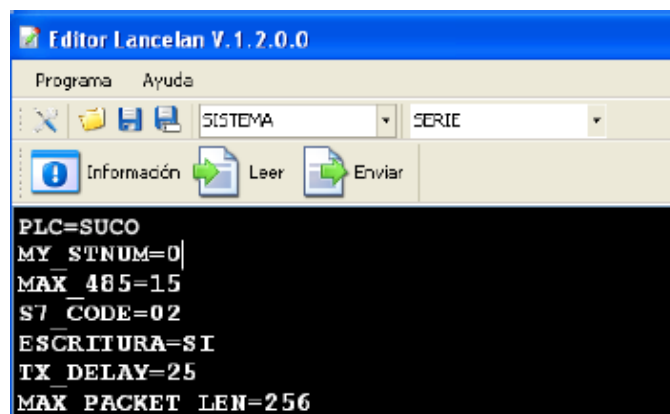 Editor Lancelan V.1.2.0.0
Programa Ayuda
SISTEMA SERIE
Información Leer Enviar
PLC=SUCO
MY_STNUM=0
MAX_485=15
S7_CODE=02
ESCRITURA=SI
TX_DELAY=25
MAX_PACKET_LEN=256